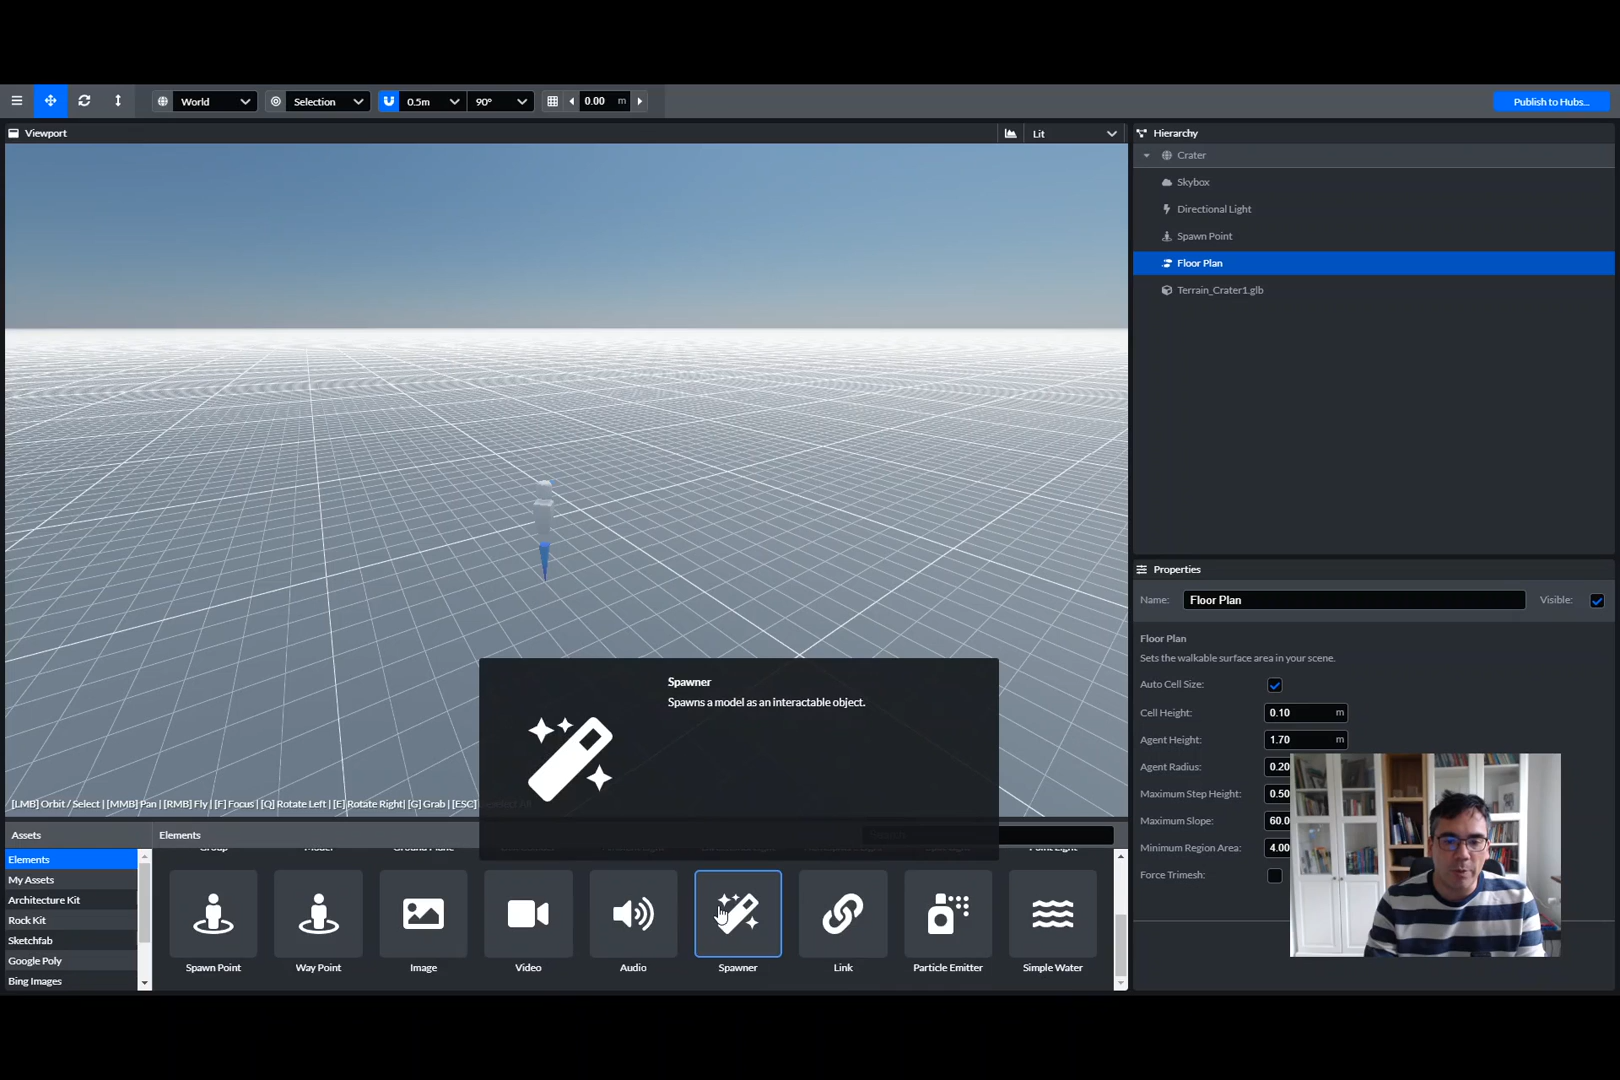 World
Selection
0.5m
90°
0.00 m
Publish to Hubs...
Viewport
Lit
Hierarchy
Crater
Skybox
Directional Light
Spawn Point
Floor Plan
Terrain_Crater1.glb
Spawner
Spawns a model as an interactable object.
[LMB] Orbit / Select | [MMB] Pan | [RMB] Fly | [F] Focus | [Q] Rotate Left | [E] Rotate Right | [G] Grab | [ESC]
Properties
Name: Floor Plan Visible:
Floor Plan
Sets the walkable surface area in your scene.
Auto Cell Size:
Cell Height: 0.10 m
Agent Height: 1.70 m
Agent Radius: 0.20
Maximum Step Height: 0.50
Maximum Slope: 60.0
Minimum Region Area: 4.00
Force Trimesh:
Assets
Elements
My Assets
Architecture Kit
Rock Kit
Sketchfab
Google Poly
Bing Images
Elements
Spawn Point
Way Point
Image
Video
Audio
Spawner
Link
Particle Emitter
Simple Water